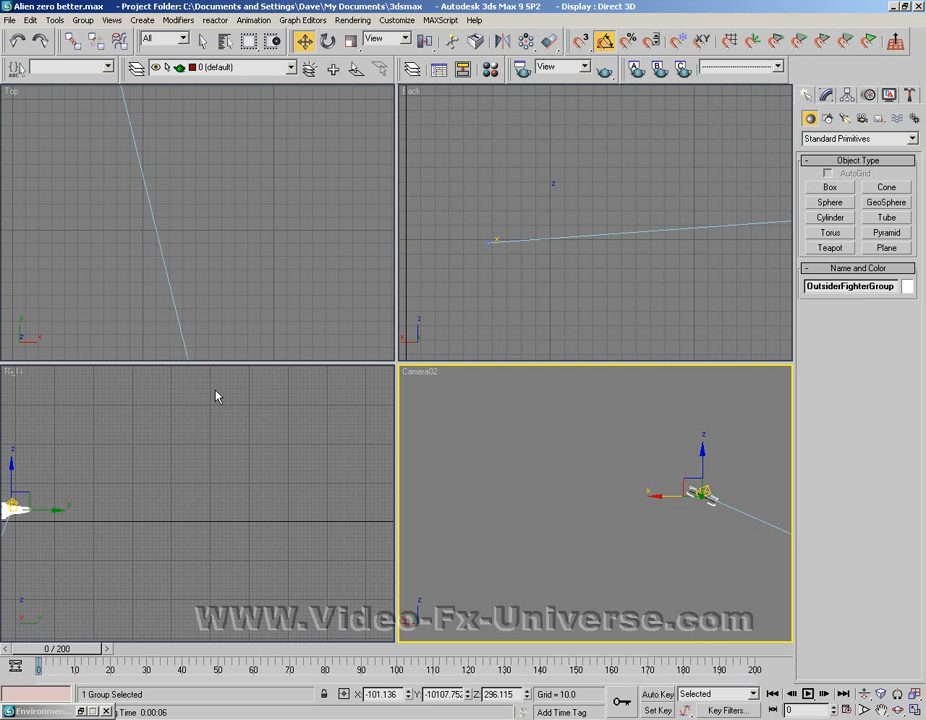 Alien zero better.max - Project Folder: C:\Documents and Settings\Dave\My Documents\3dsmax - Autodesk 3ds Max 9 SP2 - Display : Direct 3D
File Edit Tools Group Views Create Modifiers reactor Animation Graph Editors Rendering Customize MAXScript Help
All View
0 (default) View
Top Back
Standard Primitives
Object Type
AutoGrid
Box Cone
Sphere GeoSphere
Cylinder Tube
Torus Pyramid
Teapot Plane
Name and Color
OutsiderFighterGroup
Right Camera02
www.Video-Fx-Universe.com
0 / 200
0 10 20 30 40 50 60 70 80 90 100 110 120 130 140 150 160 170 180 190 200
1 Group Selected X: -101.136 Y: -10107.752 Z: 296.115 Grid = 10.0 Auto Key Selected
Environmen... Time 0:00:06 Add Time Tag Set Key Key Filters... 0